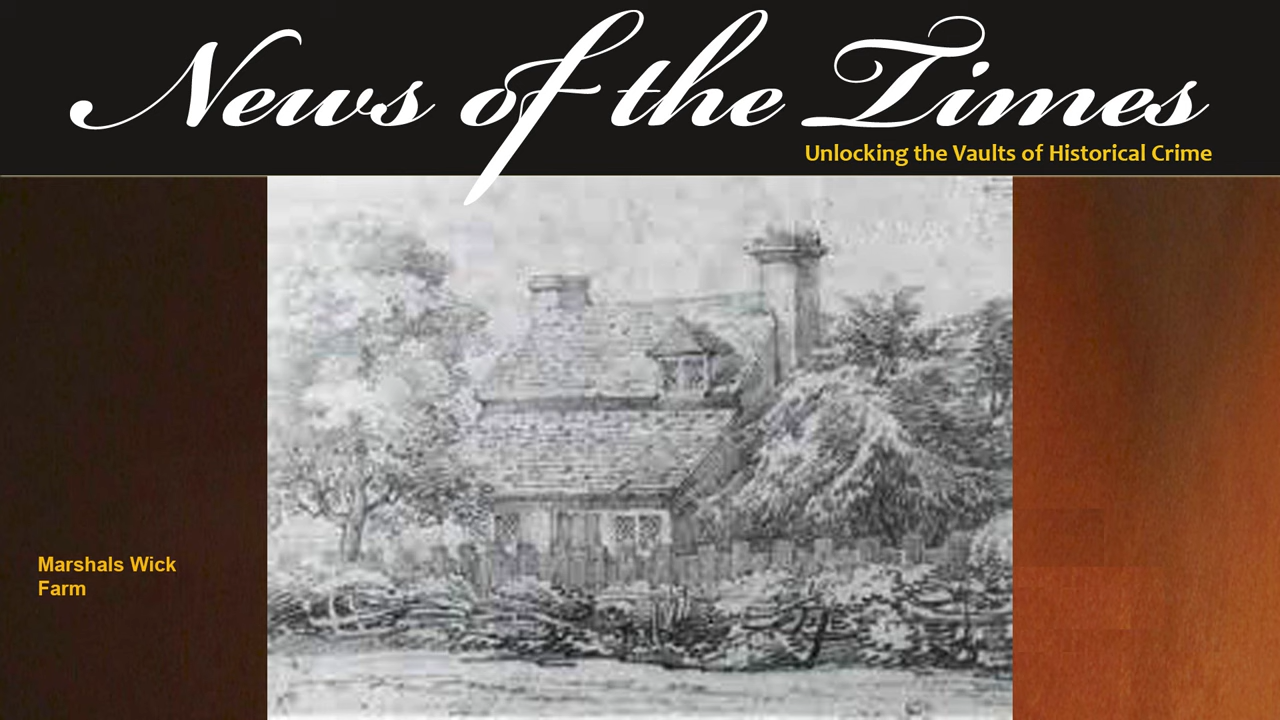 News of the Times
Unlocking the Vaults of Historical Crime
Marshals Wick
Farm